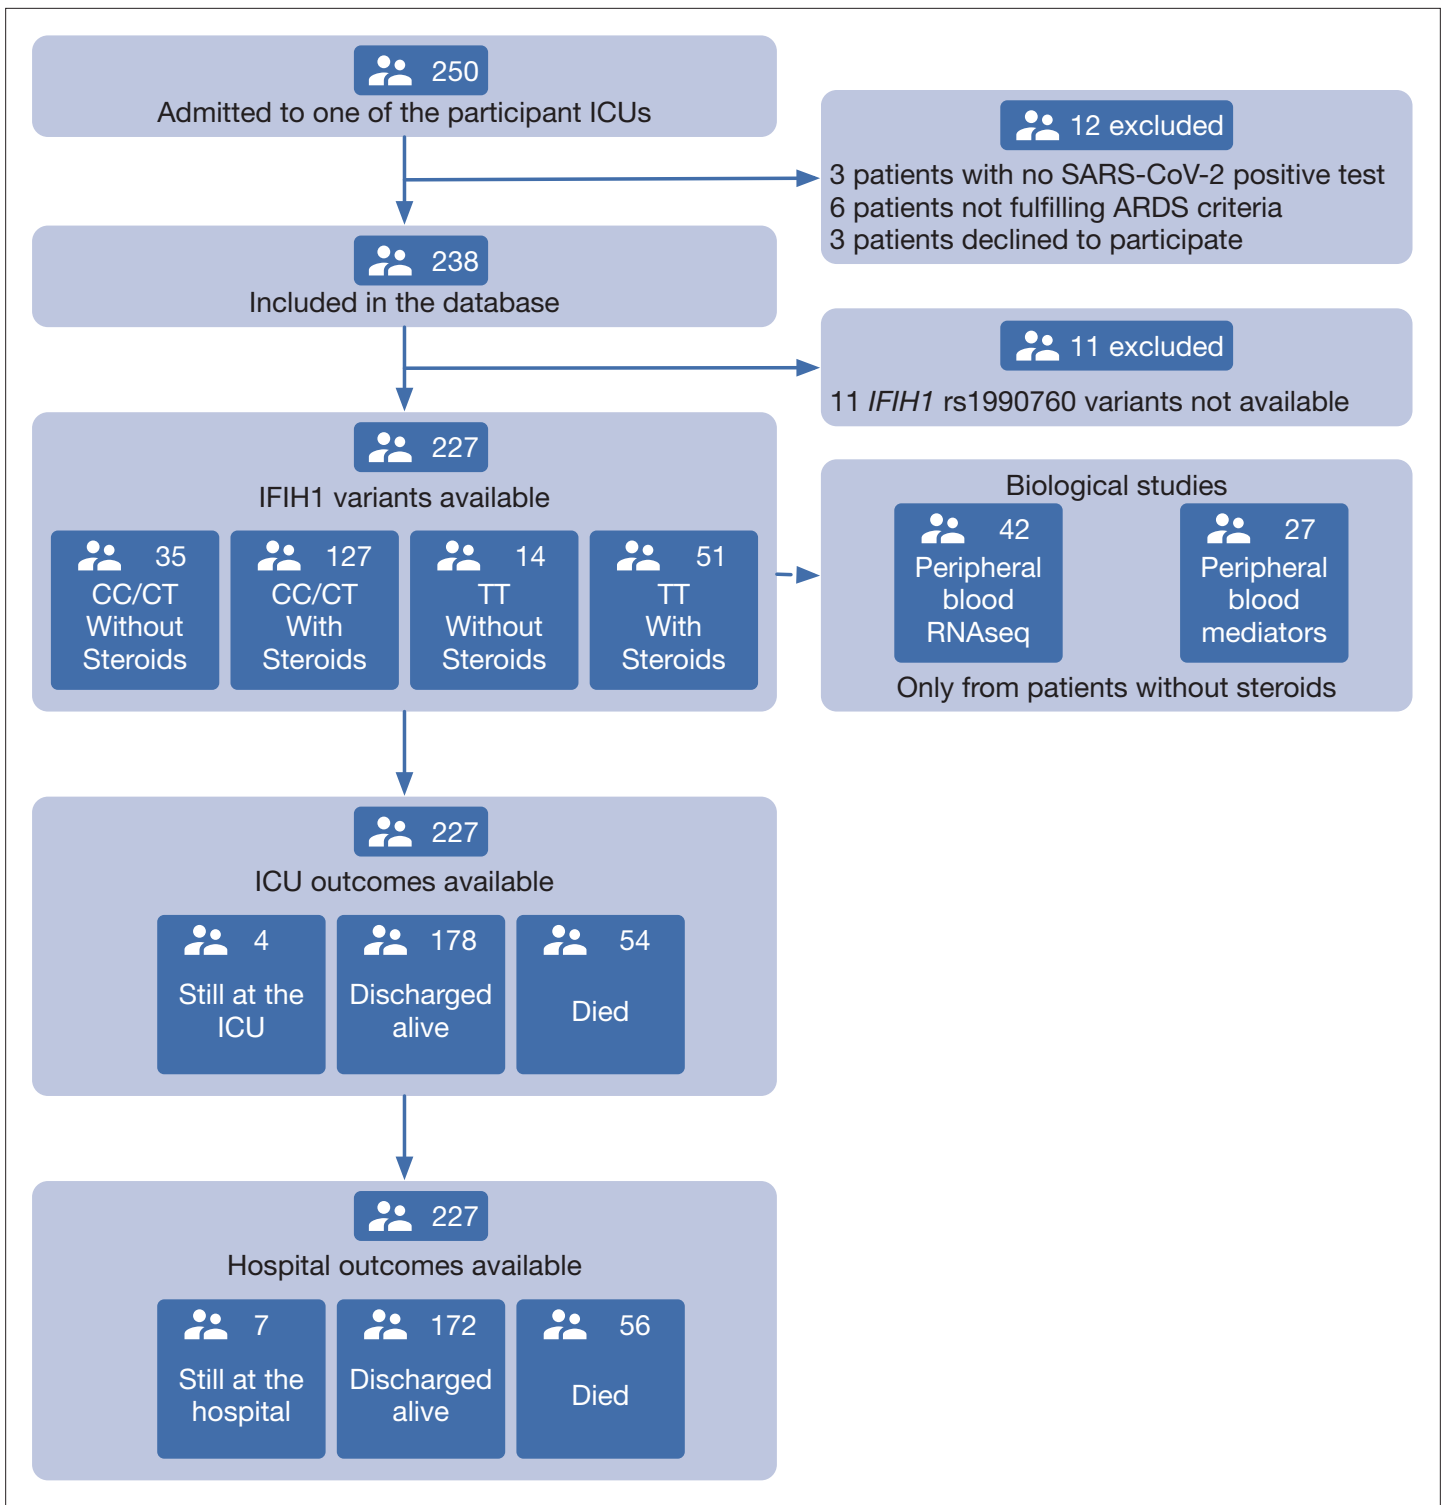 250
Admitted to one of the participant ICUs
12 excluded
3 patients with no SARS-CoV-2 positive test
6 patients not fulfilling ARDS criteria
3 patients declined to participate
238
Included in the database
11 excluded
11 IFIH1 rs1990760 variants not available
227
IFIH1 variants available
35
CC/CT
Without
Steroids
127
CC/CT
With
Steroids
14
TT
Without
Steroids
51
TT
With
Steroids
Biological studies
42
Peripheral
blood
RNAseq
27
Peripheral
blood
mediators
Only from patients without steroids
227
ICU outcomes available
4
Still at the
ICU
178
Discharged
alive
54
Died
227
Hospital outcomes available
7
Still at the
hospital
172
Discharged
alive
56
Died